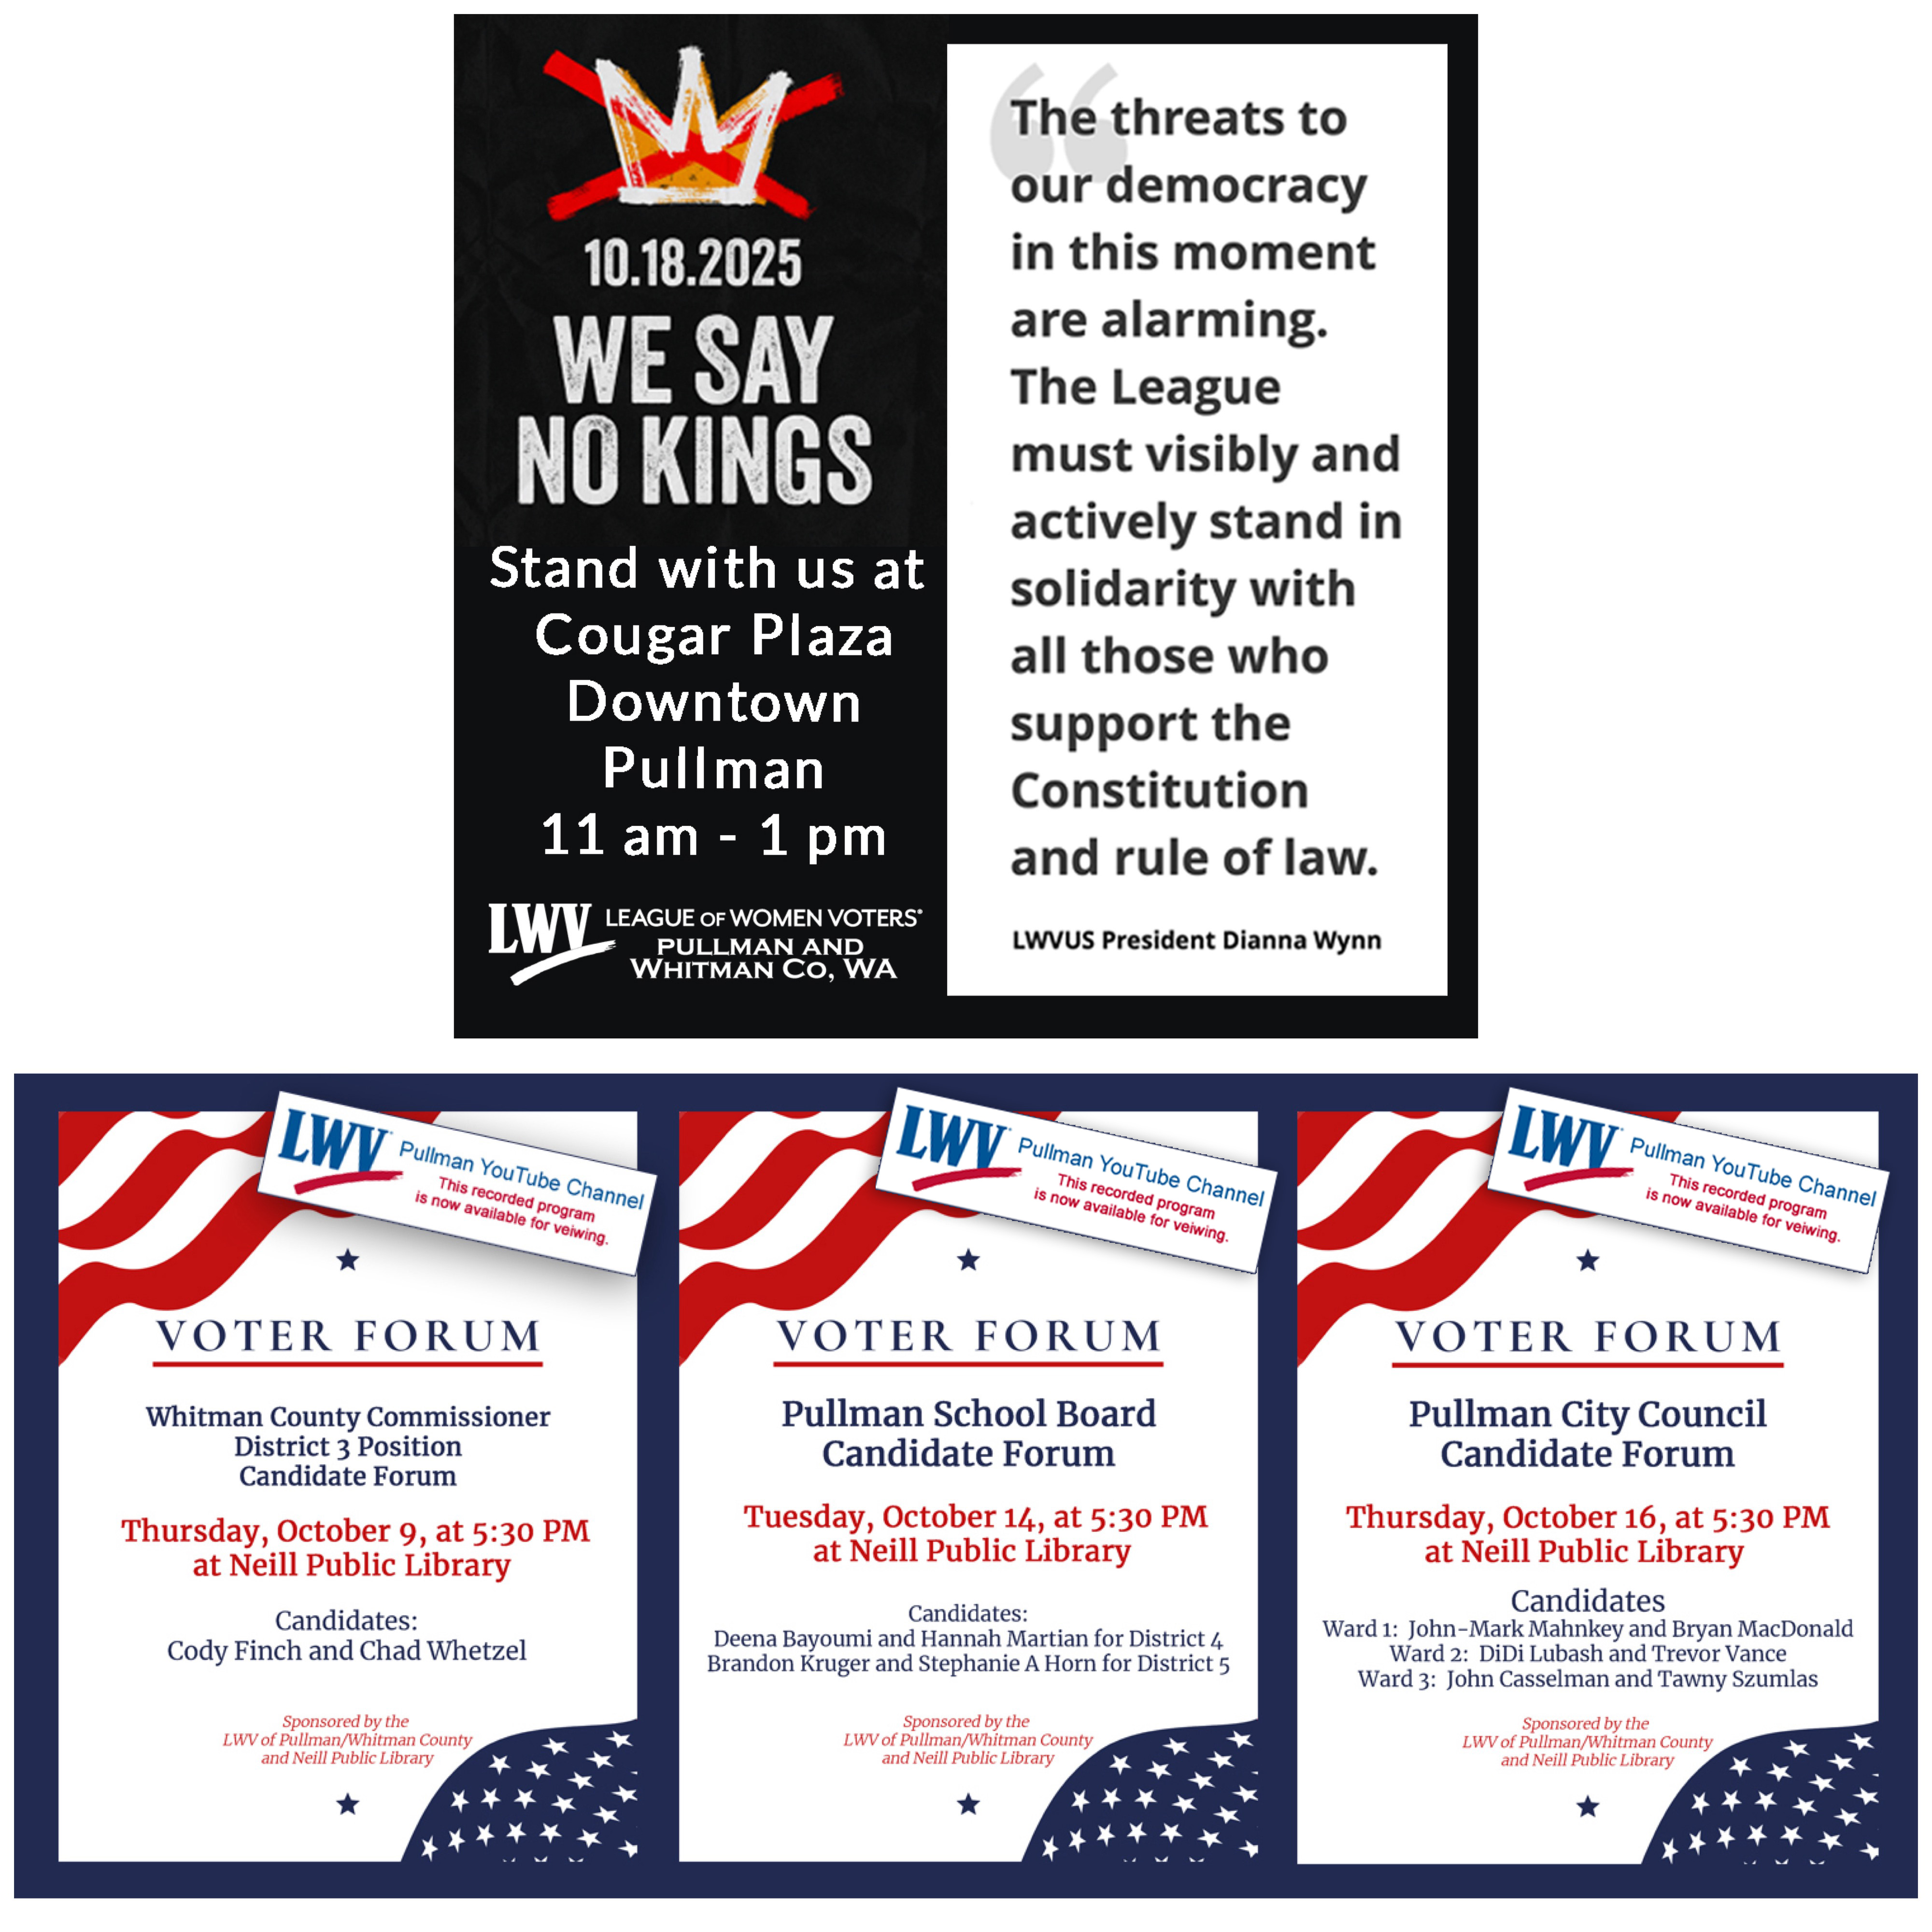 10.18.2025
WE SAY
NO KINGS
Stand with us at
Cougar Plaza
Downtown
Pullman
11 am - 1 pm
LWV LEAGUE OF WOMEN VOTERS®
PULLMAN AND
WHITMAN CO, WA
“
The threats to
our democracy
in this moment
are alarming.
The League
must visibly and
actively stand in
solidarity with
all those who
support the
Constitution
and rule of law.
LWVUS President Dianna Wynn
LWV Pullman YouTube Channel
This recorded program
is now available for veiwing.
VOTER FORUM
Whitman County Commissioner
District 3 Position
Candidate Forum
Thursday, October 9, at 5:30 PM
at Neill Public Library
Candidates:
Cody Finch and Chad Whetzel
Sponsored by the
LWV of Pullman/Whitman County
and Neill Public Library
LWV Pullman YouTube Channel
This recorded program
is now available for veiwing.
VOTER FORUM
Pullman School Board
Candidate Forum
Tuesday, October 14, at 5:30 PM
at Neill Public Library
Candidates:
Deena Bayoumi and Hannah Martian for District 4
Brandon Kruger and Stephanie A Horn for District 5
Sponsored by the
LWV of Pullman/Whitman County
and Neill Public Library
LWV Pullman YouTube Channel
This recorded program
is now available for veiwing.
VOTER FORUM
Pullman City Council
Candidate Forum
Thursday, October 16, at 5:30 PM
at Neill Public Library
Candidates
Ward 1: John-Mark Mahnkey and Bryan MacDonald
Ward 2: DiDi Lubash and Trevor Vance
Ward 3: John Casselman and Tawny Szumlas
Sponsored by the
LWV of Pullman/Whitman County
and Neill Public Library